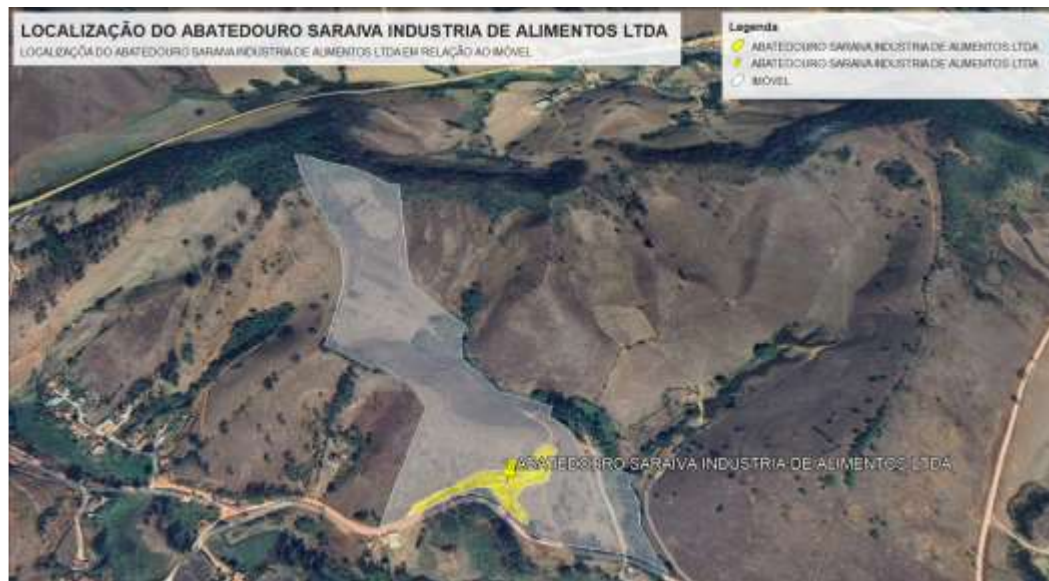 LOCALIZAÇÃO DO ABATEDOURO SARAIVA INDUSTRIA DE ALIMENTOS LTDA
LOCALIZAÇÕA DO ABATEDOURO SARAIVA INDUSTRIA DE ALIMENTOS LTDA EM RELAÇÃO AO IMÓVEL
Legenda
ABATEDOURO SARAIVA INDUSTRIA DE ALIMENTOS LTDA
ABATEDOURO SARAIVA INDUSTRIA DE ALIMENTOS LTDA
IMÓVEL
ABATEDOURO SARAIVA INDUSTRIA DE ALIMENTOS LTDA